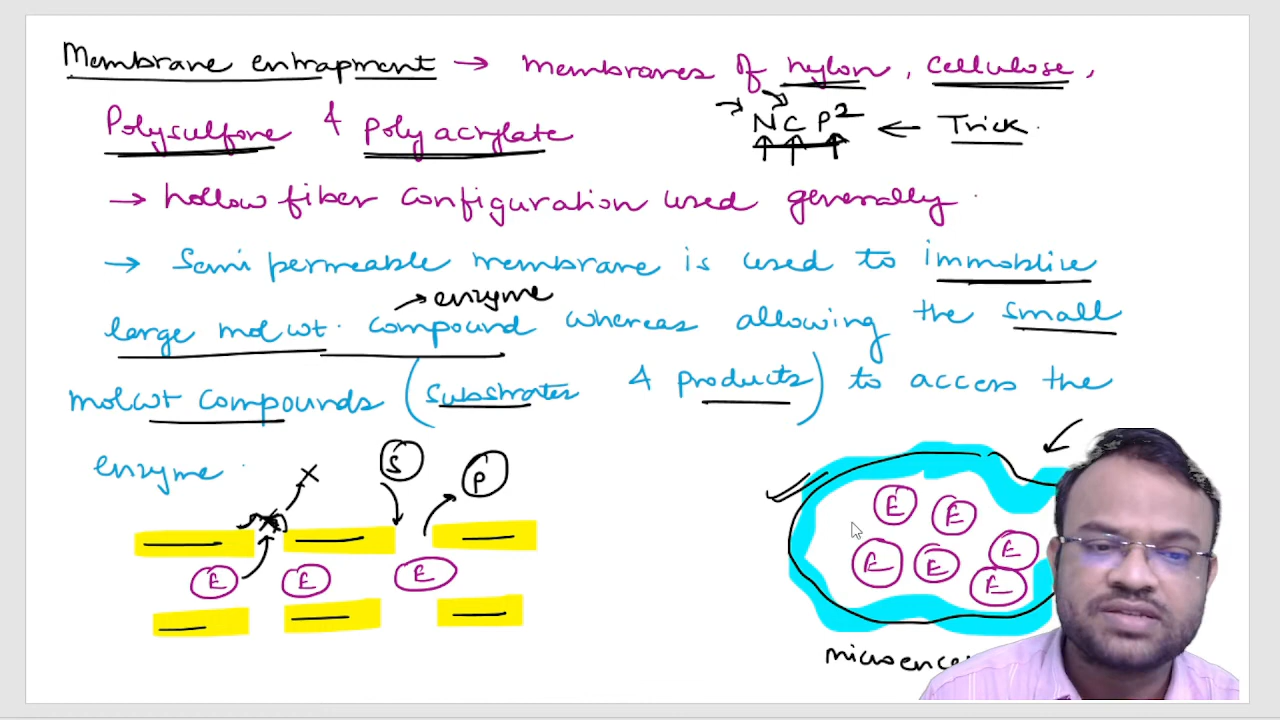 Membrane entrapment → membranes of nylon, cellulose,
Polysulfone & polyacrylate
NCP² ← Trick.
→ hollow fiber configuration used generally.
→ Semi permeable membrane is used to immoblize
→ enzyme
large mol wt. compound whereas allowing the small
mol wt compounds (substrates & products) to access the
enzyme.
S P
E E E
E E
E E E
E